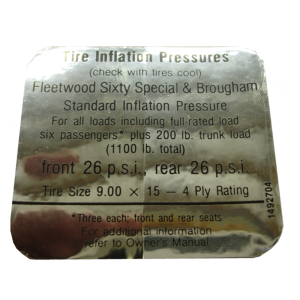 Tire Inflation Pressures
(check with tires cool)
Fleetwood Sixty Special & Brougham
Standard Inflation Pressure
For all loads including full-rated load
six passengers* plus 200 lb. trunk load
(1100 lb. total)
front 26 p.s.i., rear 26 p.s.i.
Tire Size 9.00 × 15 – 4 Ply Rating
*Three each; front and rear seats
For additional information
refer to Owner's Manual
1492704